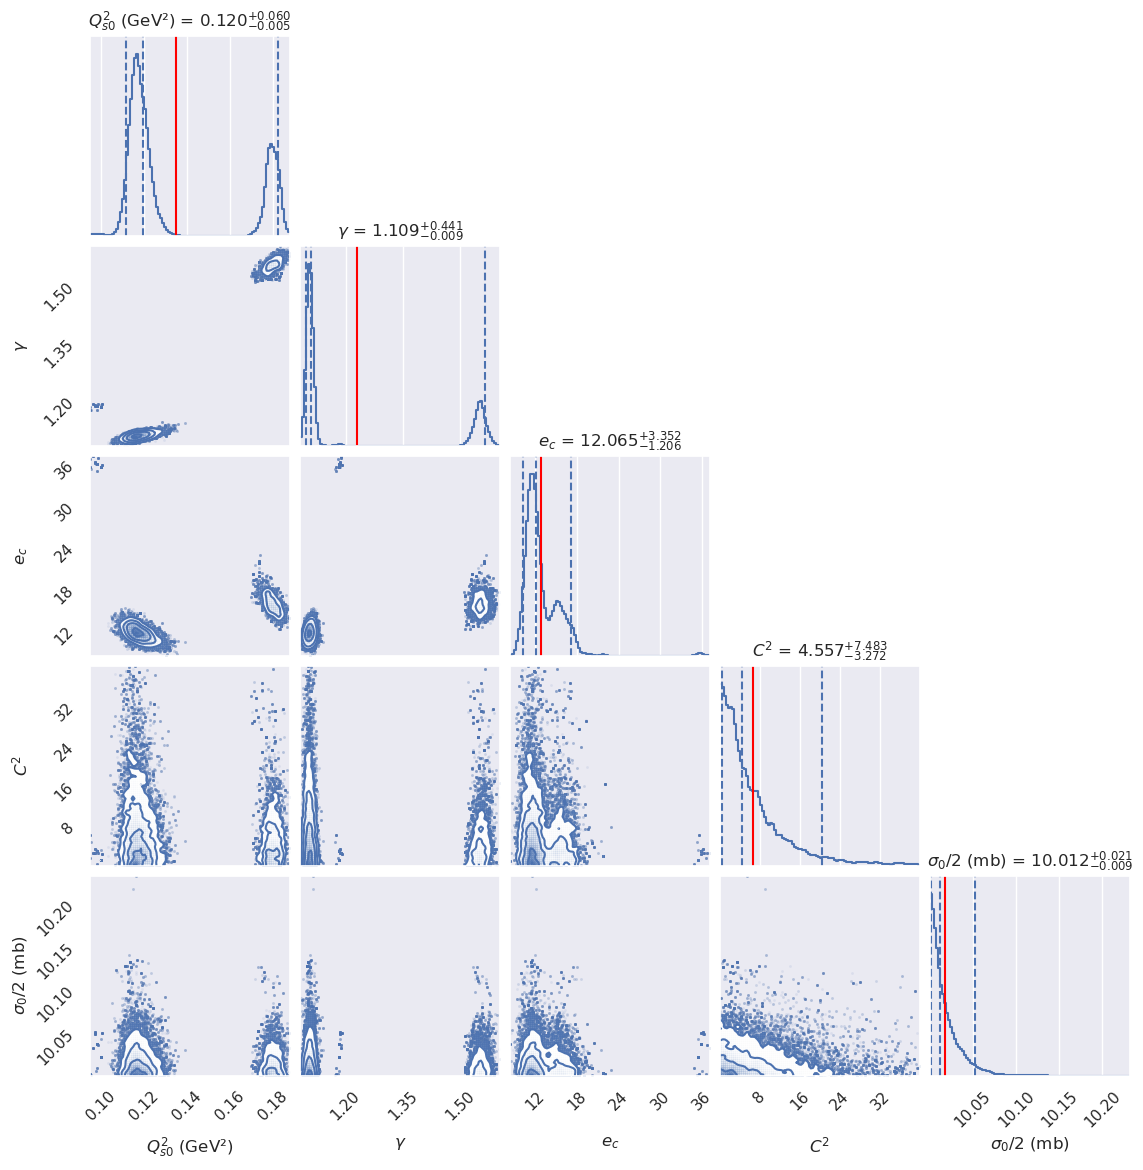 Q²ₛ₀ (GeV²) = 0.120⁺⁰·⁰⁶⁰₋₀.₀₀₅
γ = 1.109⁺⁰·⁴⁴¹₋₀.₀₀₉
1.50
1.35
γ
1.20
e_c = 12.065⁺³·³⁵²₋₁.₂₀₆
36
30
24
e_c
18
12
C² = 4.557⁺⁷·⁴⁸³₋₃.₂₇₂
32
24
C²
16
8
σ₀/2 (mb) = 10.012⁺⁰·⁰²¹₋₀.₀₀₉
10.20
10.15
σ₀/2 (mb)
10.10
10.05
0.10 0.12 0.14 0.16 0.18 1.20 1.35 1.50 12 18 24 30 36 8 16 24 32 10.05 10.10 10.15 10.20
Q²ₛ₀ (GeV²) γ e_c C² σ₀/2 (mb)